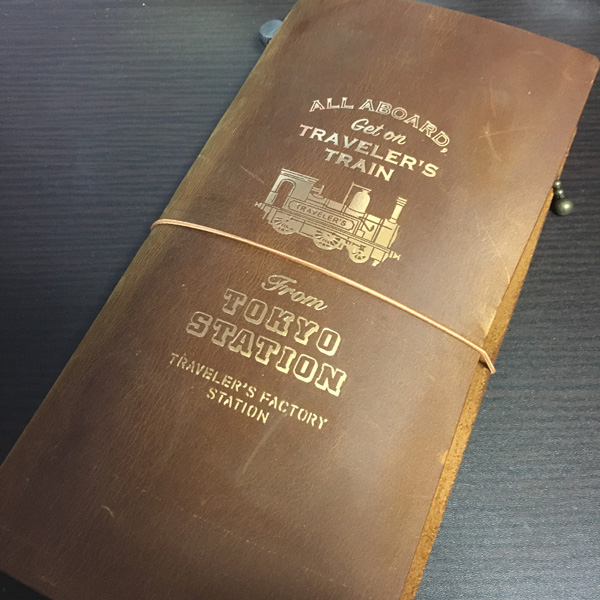 ALL ABOARD,
Get on
TRAVELER'S
TRAIN
TRAVELER'S
From
TOKYO
STATION
TRAVELER'S FACTORY
STATION